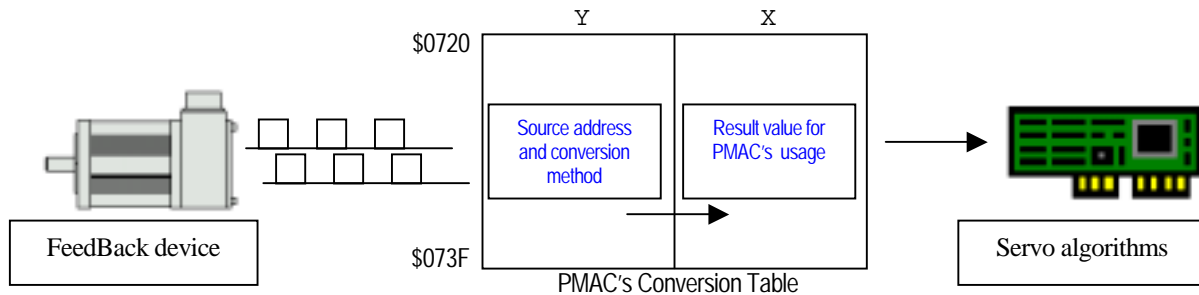 Y X
$0720
Source address
and conversion
method
Result value for
PMAC's usage
FeedBack device
Servo algorithms
$073F
PMAC's Conversion Table